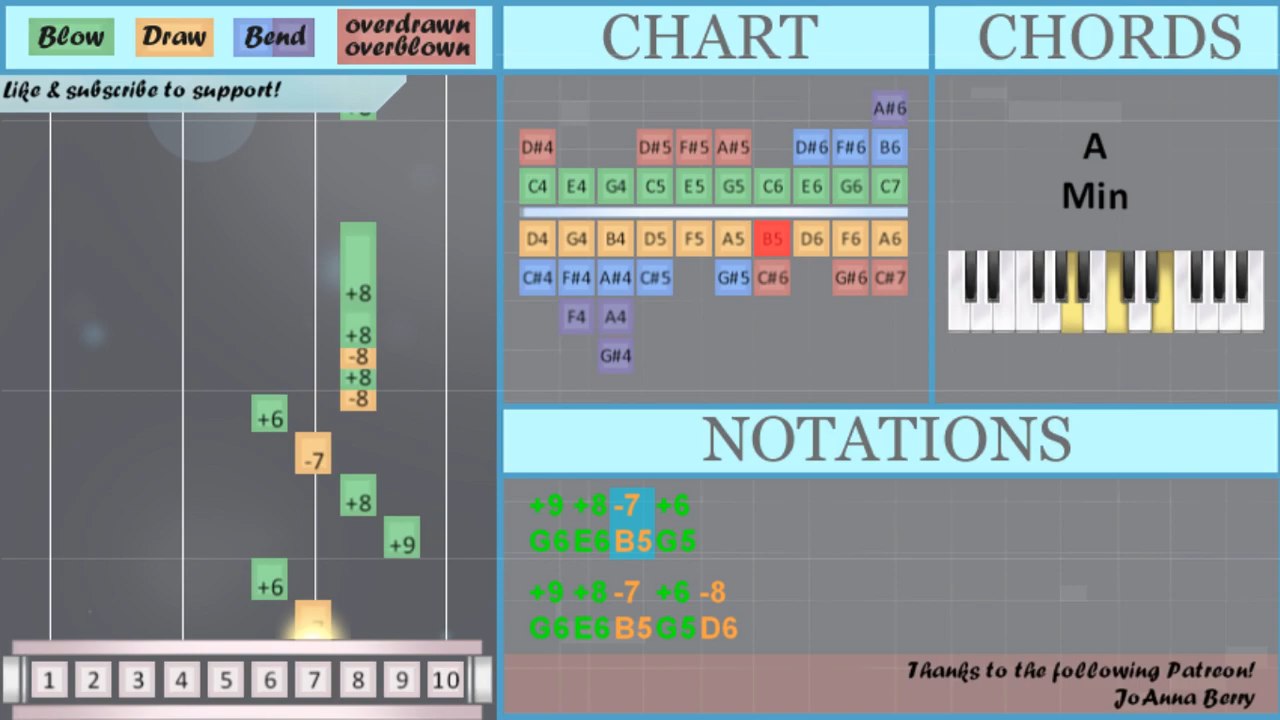 Blow Draw Bend overdrawn
overblown
CHART
CHORDS
Like & subscribe to support!
+8
+8
-8
+8
-8
+6
-7
+8
+9
+6
1 2 3 4 5 6 7 8 9 10
A#6
D#4 D#5 F#5 A#5 D#6 F#6 B6
C4 E4 G4 C5 E5 G5 C6 E6 G6 C7
D4 G4 B4 D5 F5 A5 B5 D6 F6 A6
C#4 F#4 A#4 C#5 G#5 C#6 G#6 C#7
F4 A4
G#4
A
Min
NOTATIONS
+9 +8 -7 +6
G6 E6 B5 G5
+9 +8 -7 +6 -8
G6 E6 B5 G5 D6
Thanks to the following Patreon!
JoAnna Berry